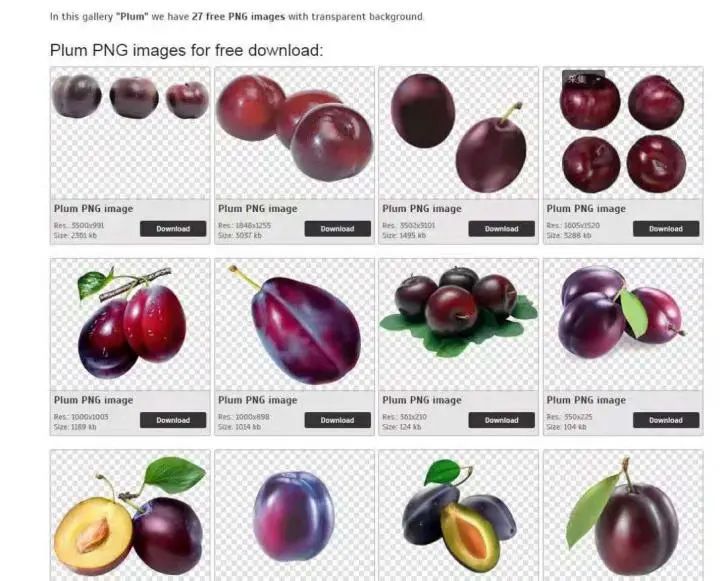 In this gallery "Plum" we have 27 free PNG images with transparent background.
Plum PNG images for free download:
采集
Plum PNG image
Res.: 3500x991
Size: 2361 kb
Download
Plum PNG image
Res.: 1848x1255
Size: 3037 kb
Download
Plum PNG image
Res.: 3502x3101
Size: 1495 kb
Download
Plum PNG image
Res.: 1605x1520
Size: 3288 kb
Download
Plum PNG image
Res.: 1000x1003
Size: 1189 kb
Download
Plum PNG image
Res.: 1000x898
Size: 1014 kb
Download
Plum PNG image
Res.: 361x210
Size: 124 kb
Download
Plum PNG image
Res.: 350x225
Size: 104 kb
Download